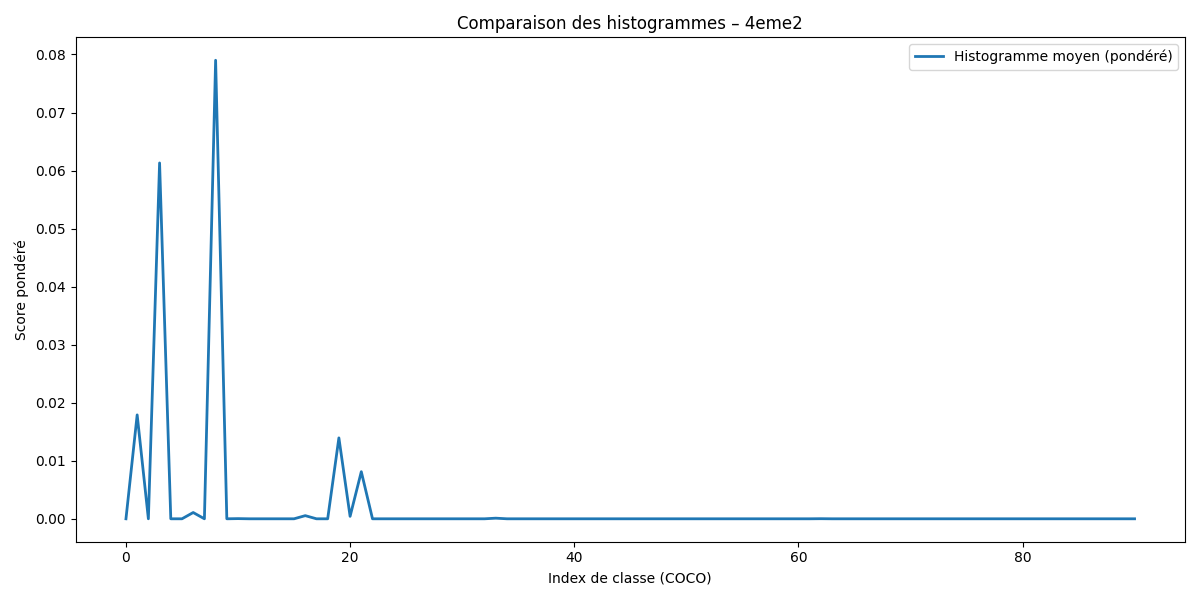 Comparaison des histogrammes – 4eme2
Histogramme moyen (pondéré)
0.08
0.07
0.06
0.05
0.04
0.03
0.02
0.01
0.00
Score pondéré
0 20 40 60 80
Index de classe (COCO)